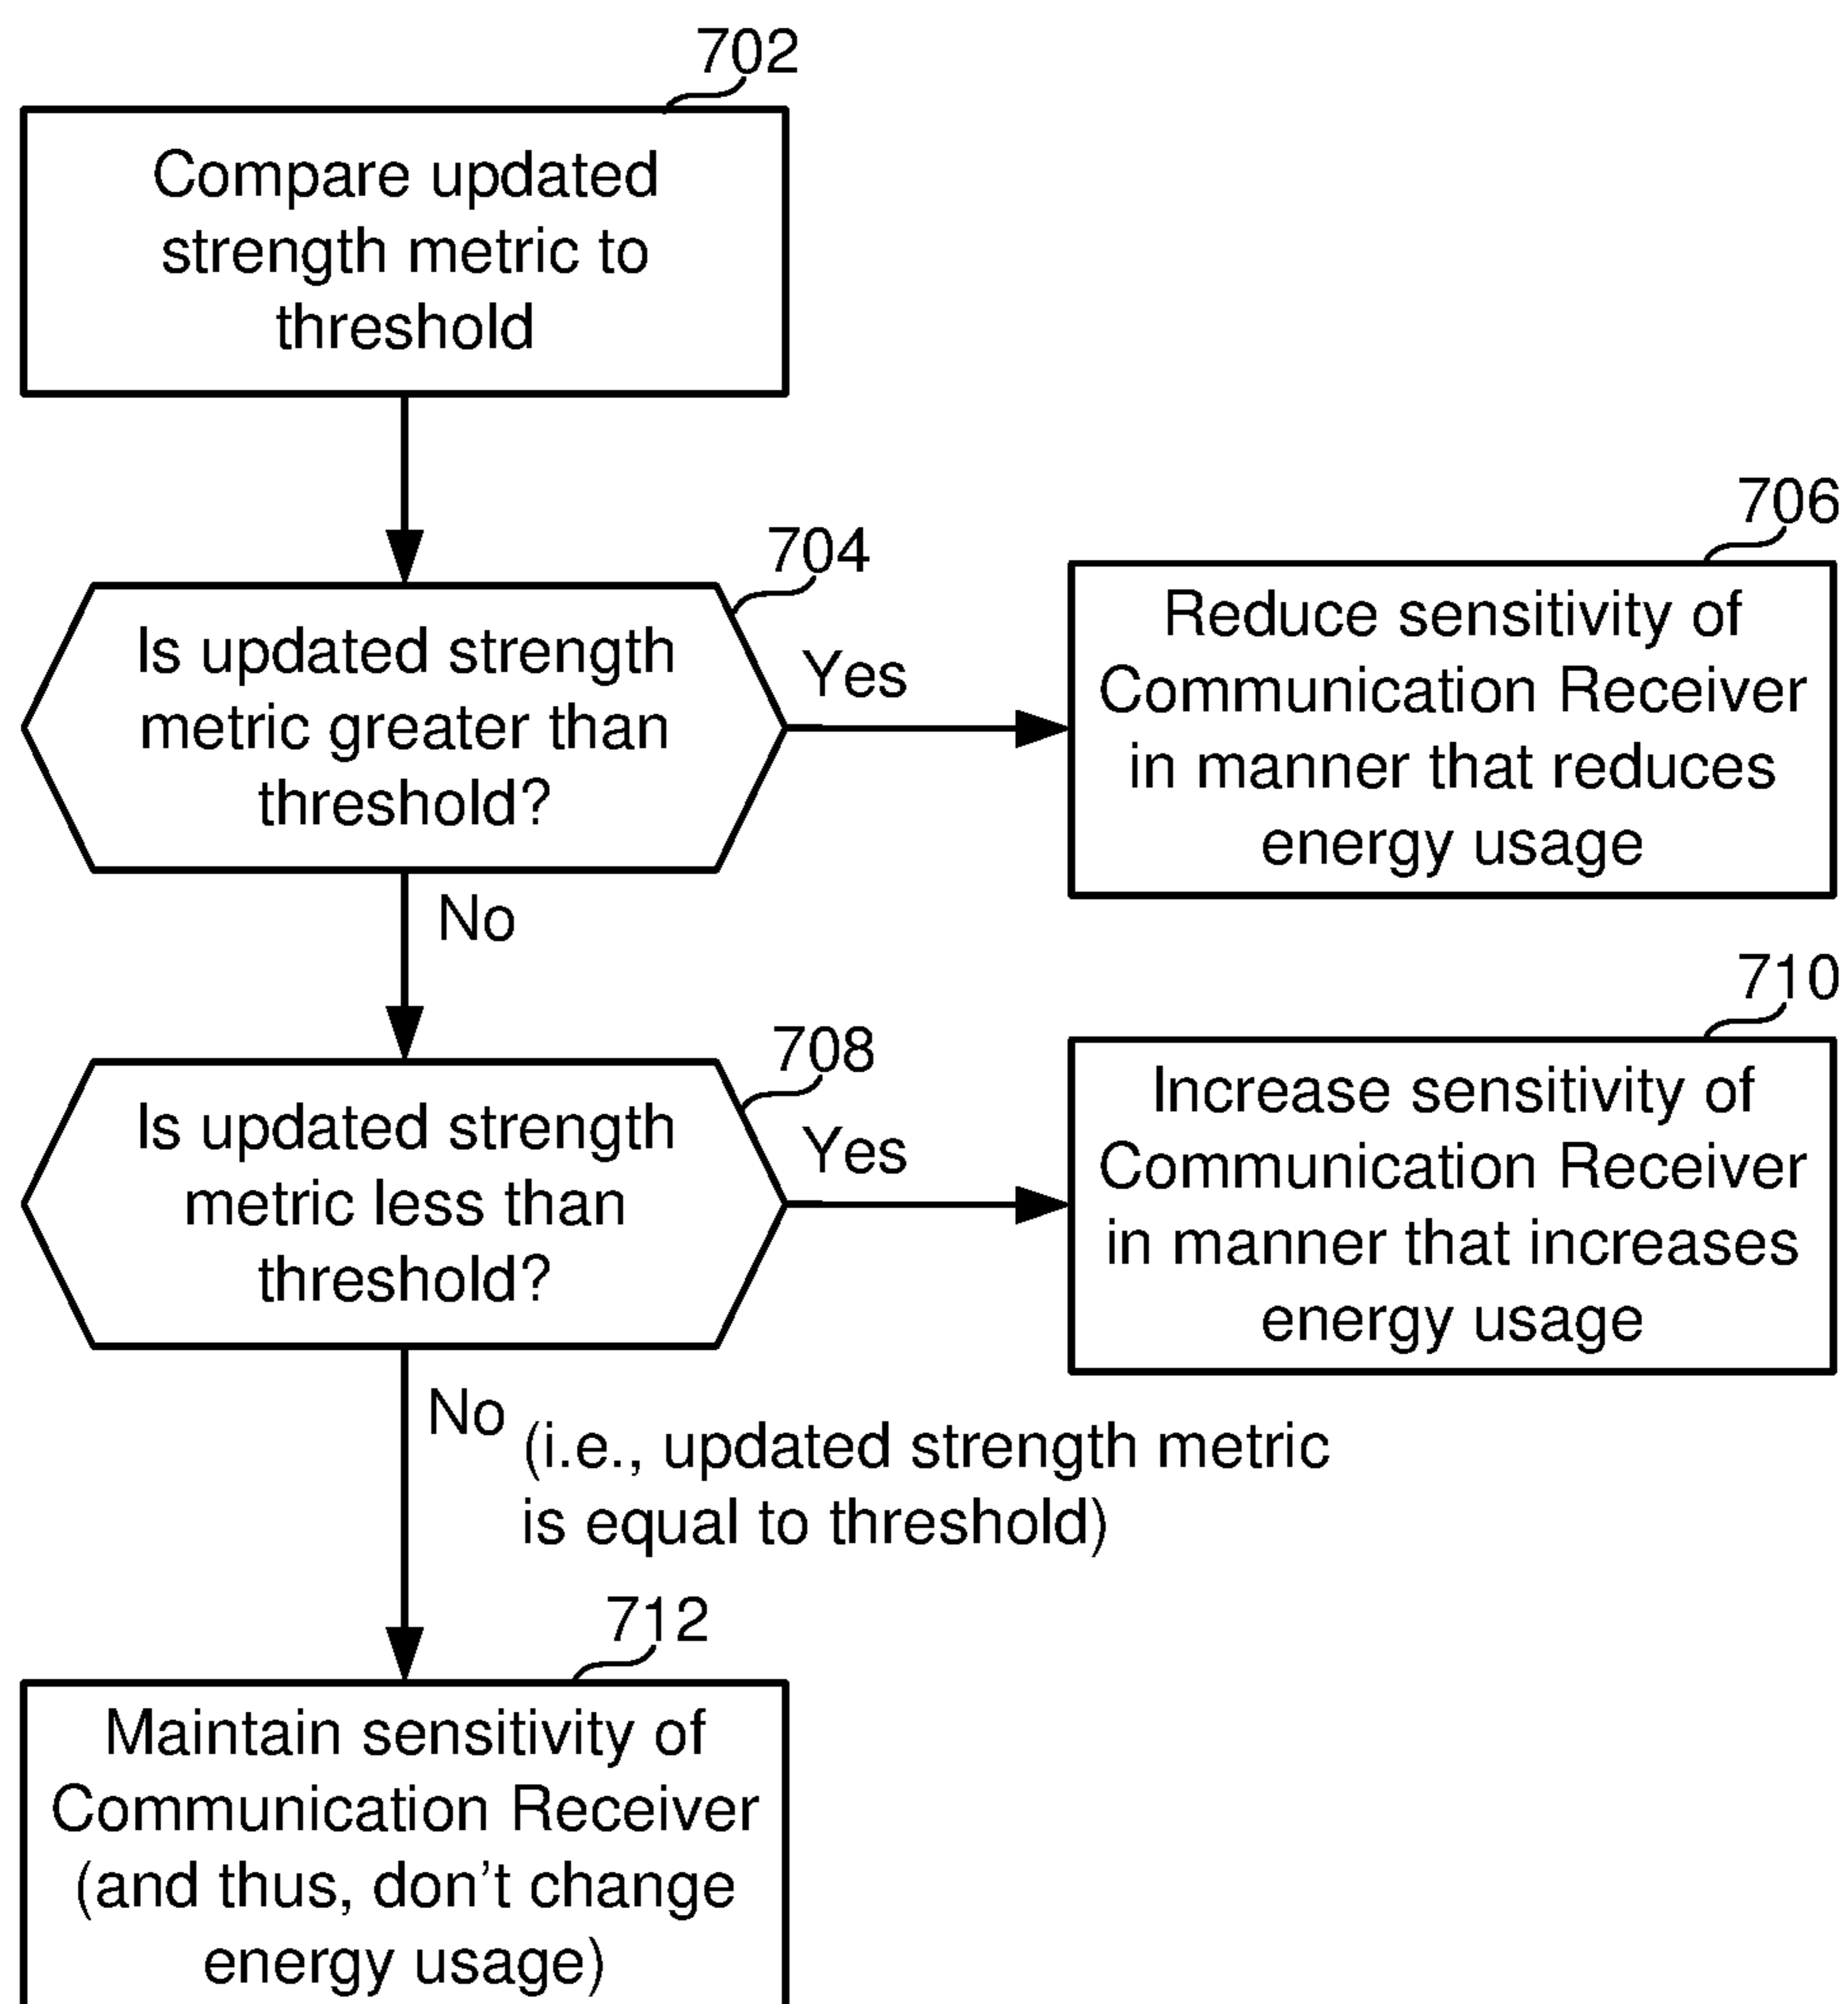 702
Compare updated
strength metric to
threshold
704
Is updated strength
metric greater than
threshold?
Yes
706
Reduce sensitivity of
Communication Receiver
in manner that reduces
energy usage
No
708
Is updated strength
metric less than
threshold?
Yes
710
Increase sensitivity of
Communication Receiver
in manner that increases
energy usage
No
(i.e., updated strength metric
is equal to threshold)
712
Maintain sensitivity of
Communication Receiver
(and thus, don't change
energy usage)